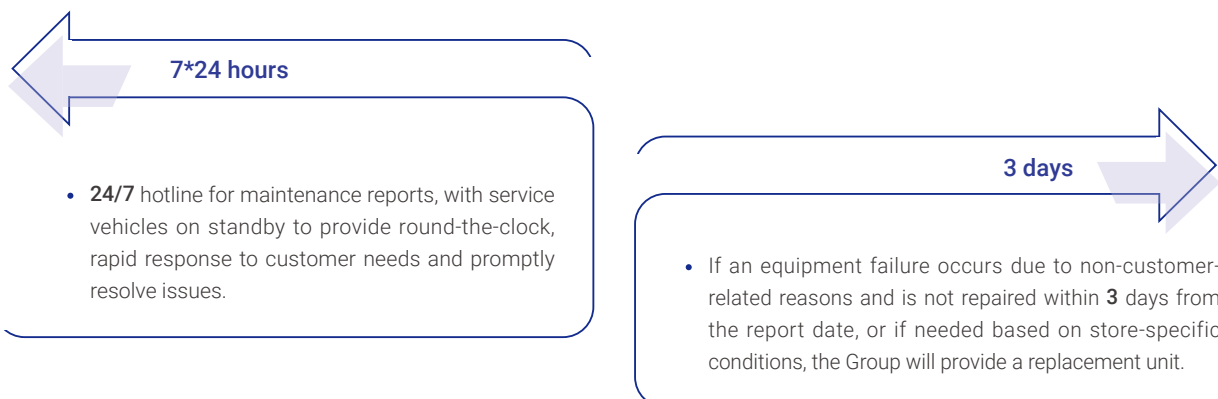 7*24 hours
• 24/7 hotline for maintenance reports, with service
vehicles on standby to provide round-the-clock,
rapid response to customer needs and promptly
resolve issues.
3 days
• If an equipment failure occurs due to non-customer-
related reasons and is not repaired within 3 days from
the report date, or if needed based on store-specific
conditions, the Group will provide a replacement unit.